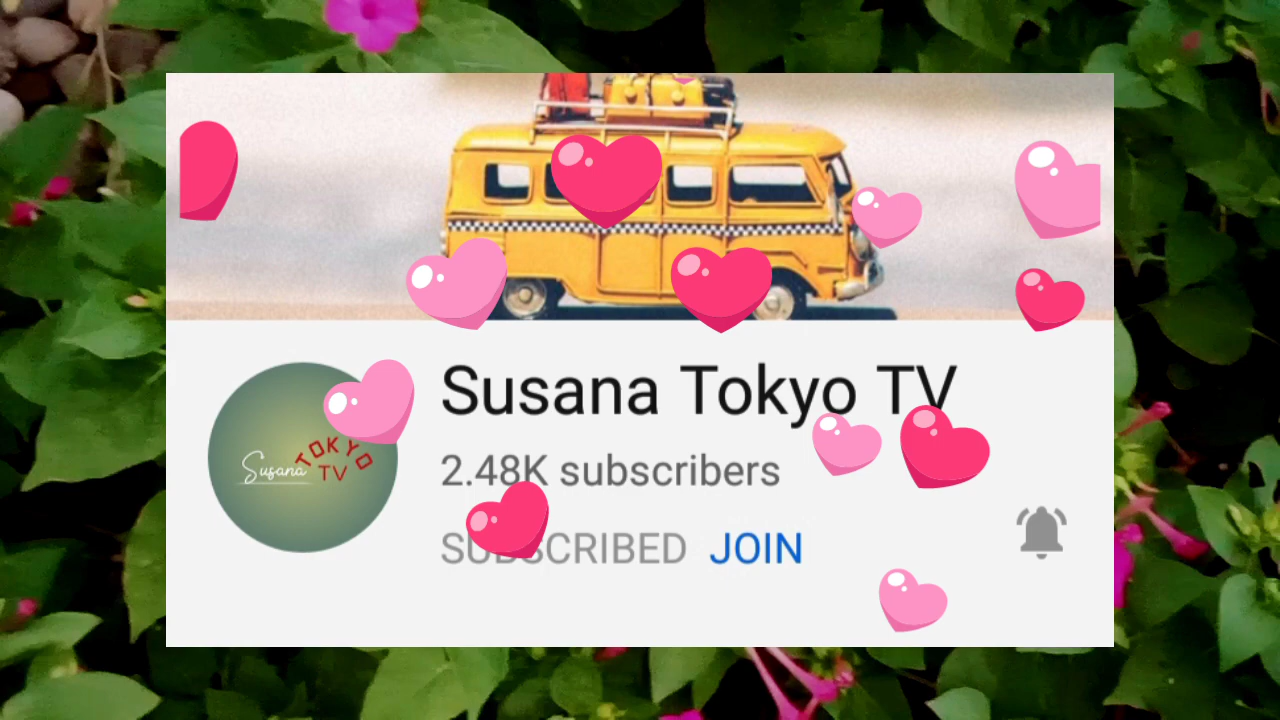 Susana Tokyo TV
2.48K subscribers
SUBSCRIBED JOIN
Susana
TOKYO
TV